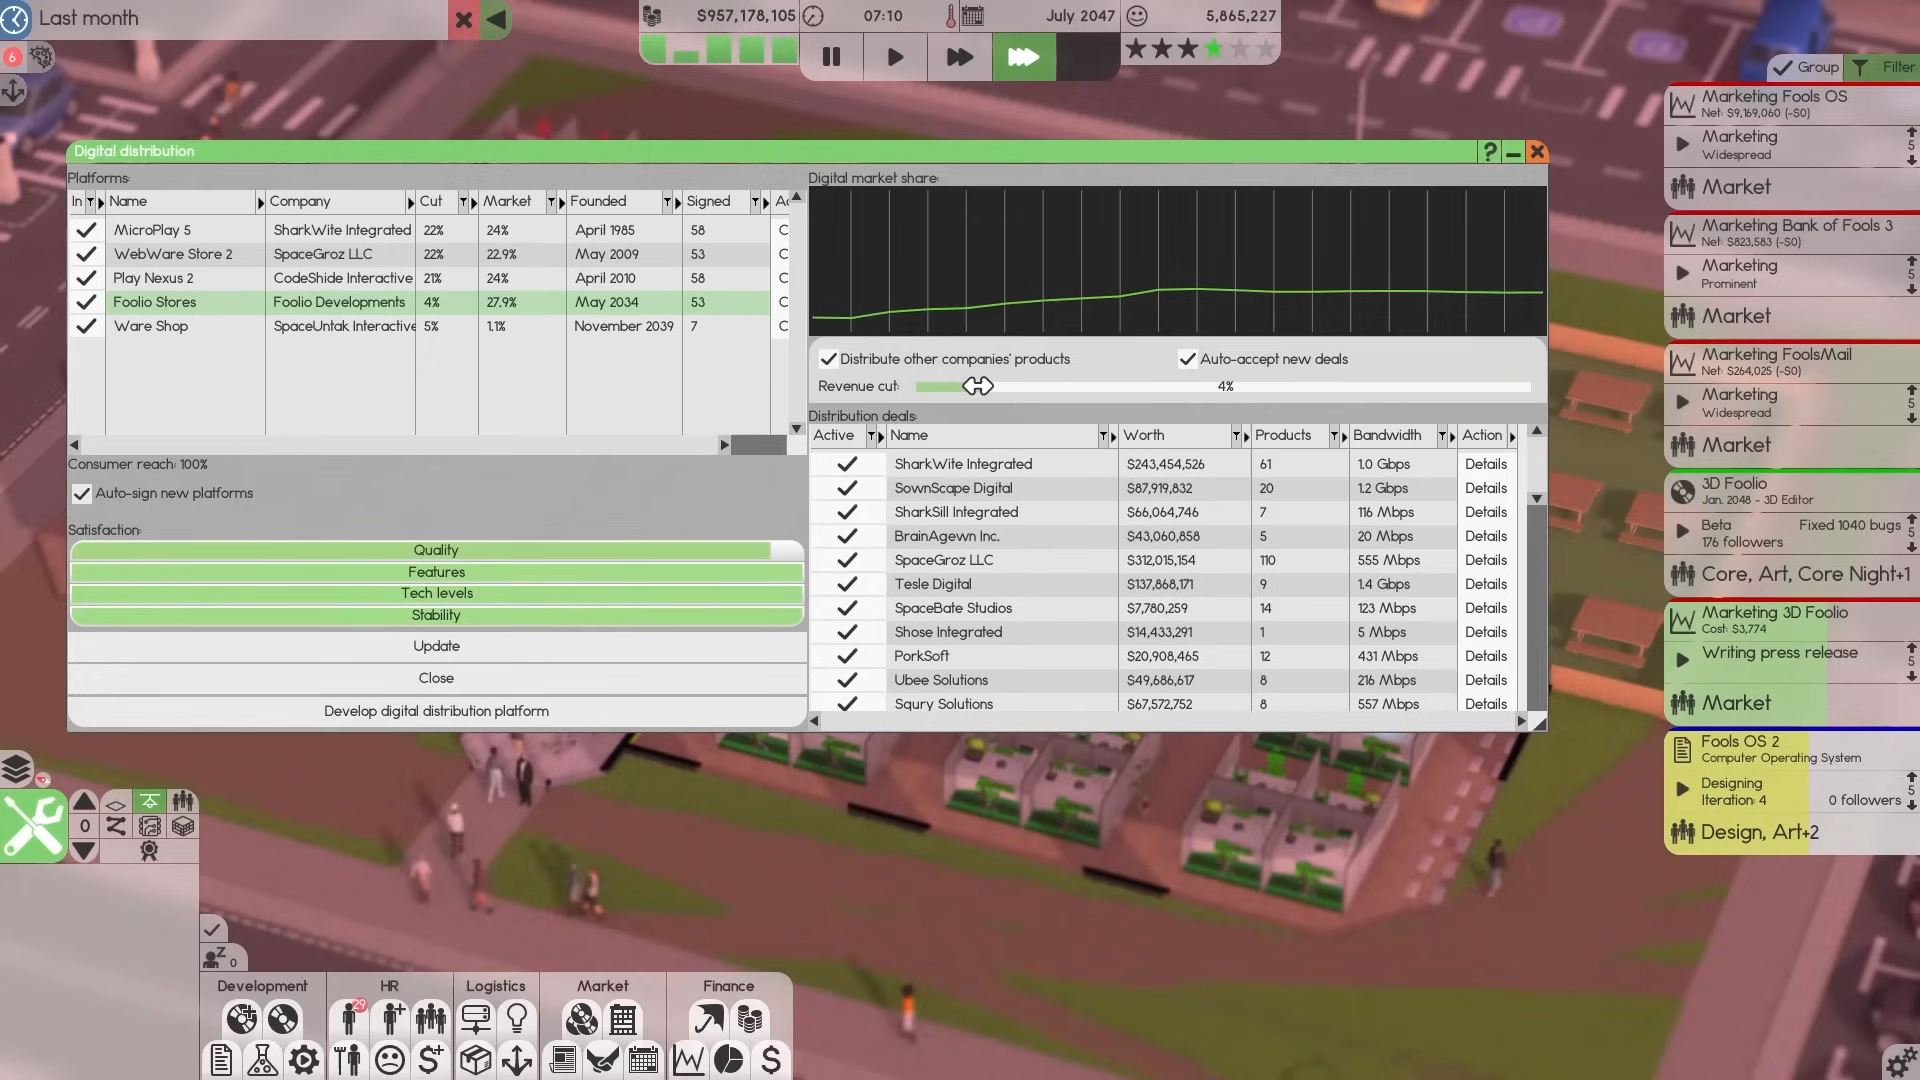 Last month
$957,178,105
07:10
July 2047
5,865,227
6
Group
Filter
Digital distribution
?
Platforms:
In Name Company Cut Market Founded Signed
MicroPlay 5 SharkWite Integrated 22% 24% April 1985 58
WebWare Store 2 SpaceGroz LLC 22% 22.9% May 2009 53
Play Nexus 2 CodeShide Interactive 21% 24% April 2010 58
Foolio Stores Foolio Developments 4% 27.9% May 2034 53
Ware Shop SpaceUntak Interactive 5% 1.1% November 2039 7
Consumer reach: 100%
Auto-sign new platforms
Satisfaction:
Quality
Features
Tech levels
Stability
Update
Close
Develop digital distribution platform
Digital market share:
Distribute other companies' products
Auto-accept new deals
Revenue cut: 4%
Distribution deals:
Active Name Worth Products Bandwidth Action
SharkWite Integrated $243,454,526 61 1.0 Gbps Details
SownScape Digital $87,919,832 20 1.2 Gbps Details
SharkSill Integrated $66,064,746 7 116 Mbps Details
BrainAgewn Inc. $43,060,858 5 20 Mbps Details
SpaceGroz LLC $312,015,154 110 555 Mbps Details
Tesle Digital $137,868,171 9 1.4 Gbps Details
SpaceBate Studios $7,780,259 14 123 Mbps Details
Shose Integrated $14,433,291 1 5 Mbps Details
PorkSoft $20,908,465 12 431 Mbps Details
Ubee Solutions $49,686,617 8 216 Mbps Details
Squry Solutions $67,572,752 8 557 Mbps Details
Marketing Fools OS
Net: $9,169,060 (-$0)
Marketing
Widespread
5
Market
Marketing Bank of Fools 3
Net: $823,583 (-$0)
Marketing
Prominent
5
Market
Marketing FoolsMail
Net: $264,025 (-$0)
Marketing
Widespread
5
Market
3D Foolio
Jan. 2048 - 3D Editor
Beta Fixed 1040 bugs
176 followers
5
Core, Art, Core Night+1
Marketing 3D Foolio
Cost: $3,774
Writing press release
5
Market
Fools OS 2
Computer Operating System
Designing
Iteration: 4 0 followers
5
Design, Art+2
0
Z 0
Development HR Logistics Market Finance
29